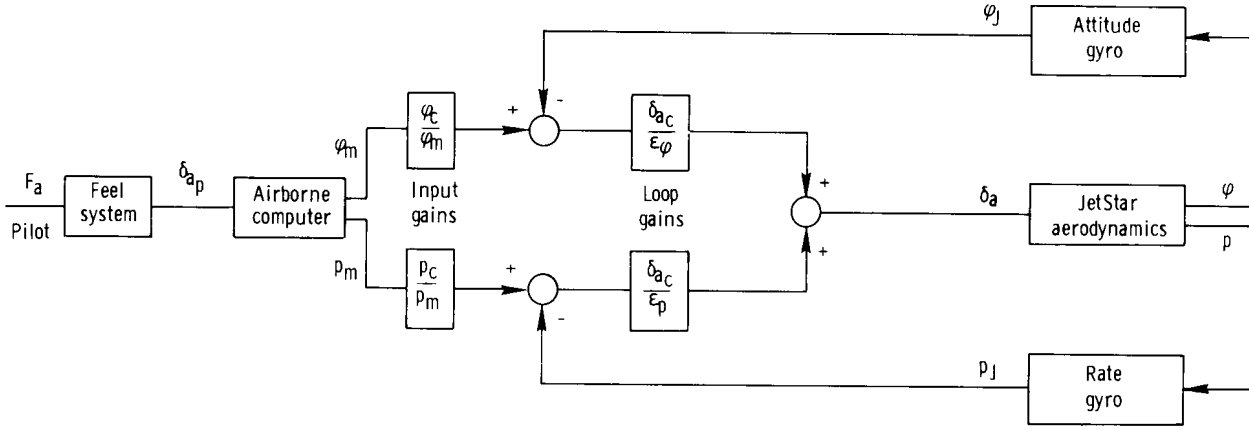 φJ
Attitude
gyro
-
+
φc
φm
δac
εφ
φm
Fa
Pilot
Feel
system
δap
Airborne
computer
Input
gains
Loop
gains
+
+
δa
JetStar
aerodynamics
φ
p
pm
pc
pm
+
-
δac
εp
pJ
Rate
gyro